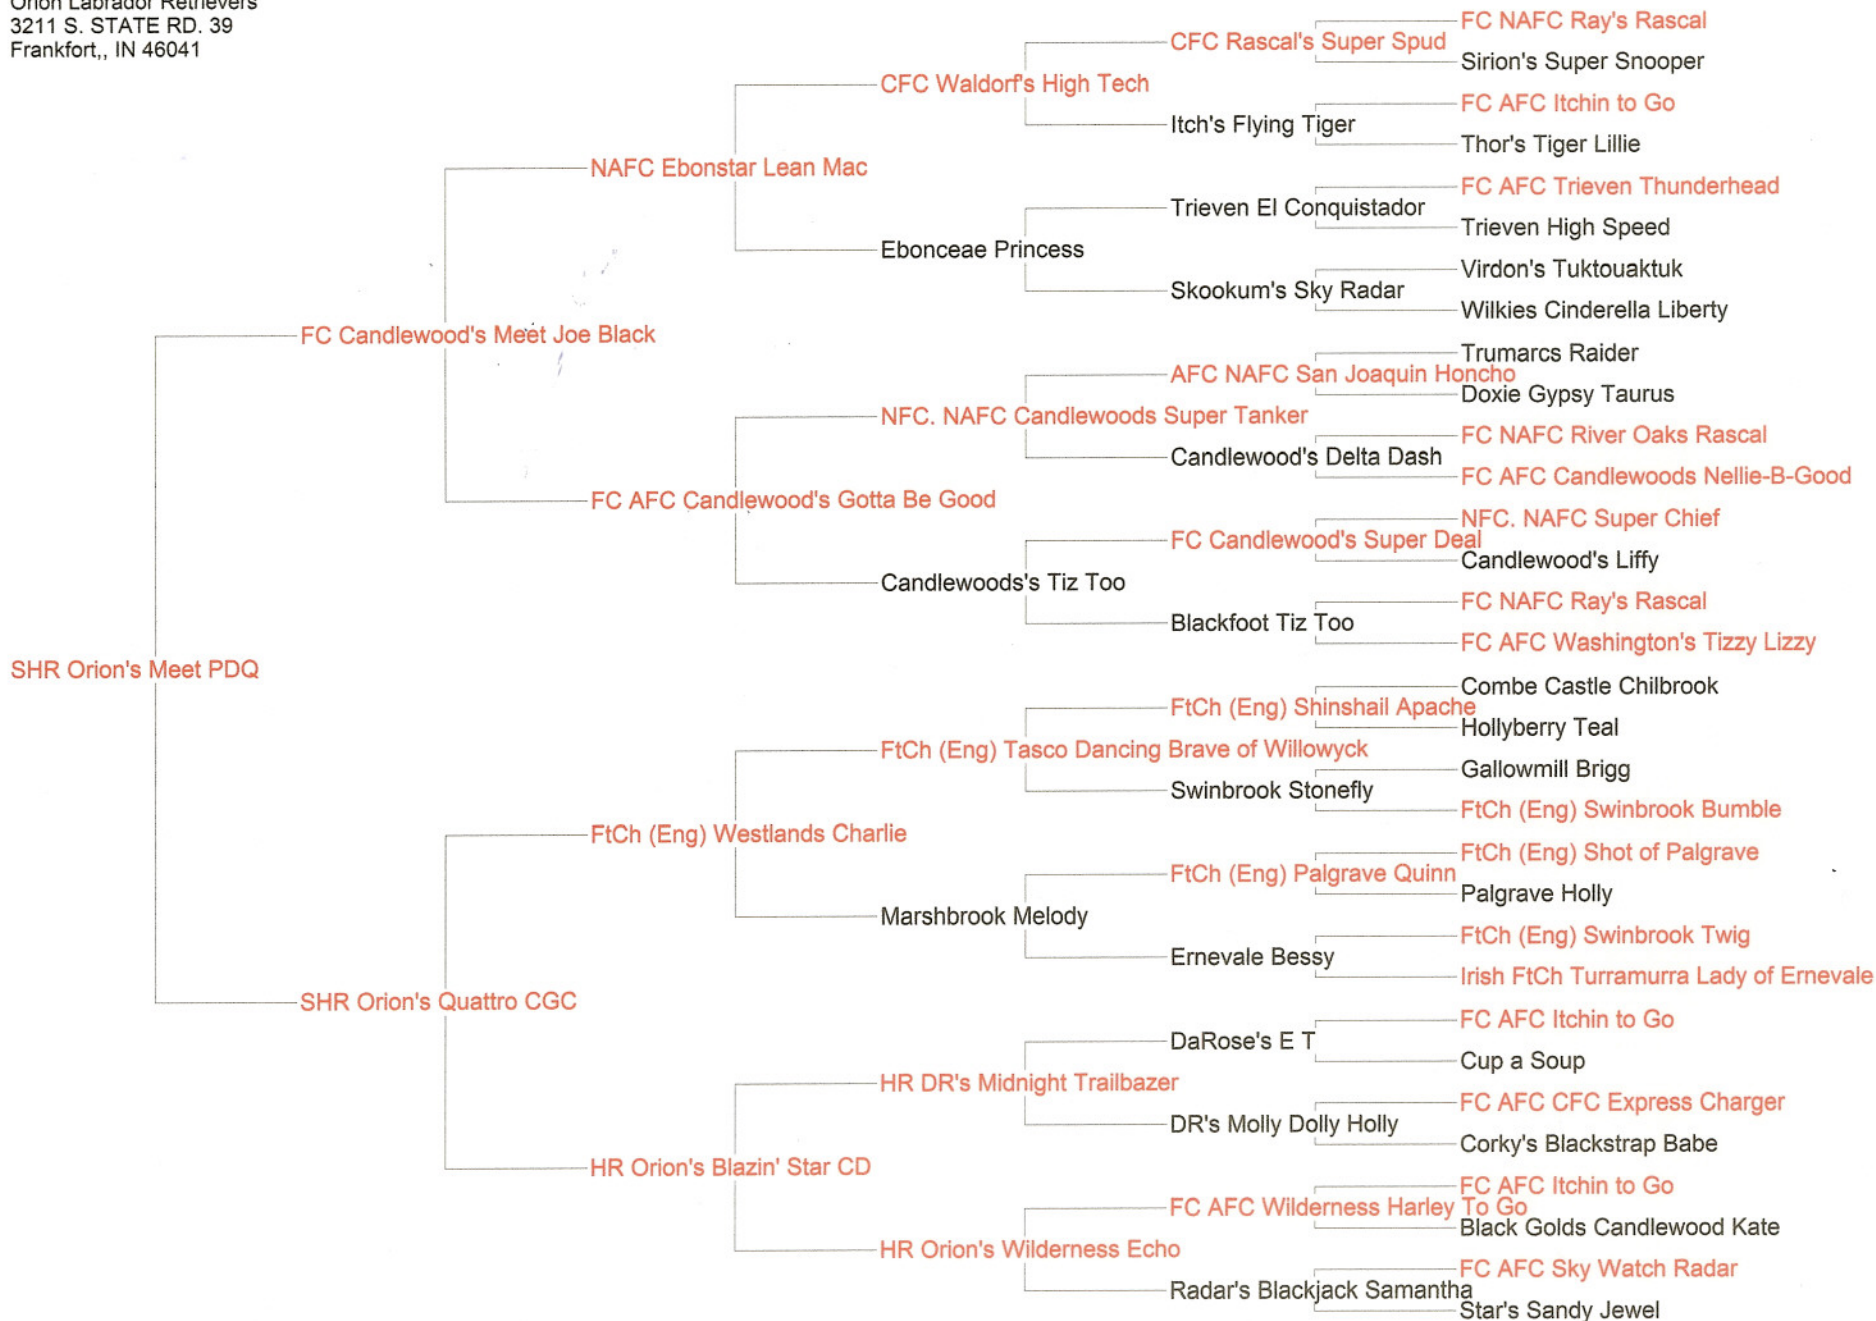 Orion Labrador Retrievers
3211 S. STATE RD. 39
Frankfort,, IN 46041
FC NAFC Ray's Rascal
CFC Rascal's Super Spud
Sirion's Super Snooper
CFC Waldorf's High Tech
FC AFC Itchin to Go
Itch's Flying Tiger
Thor's Tiger Lillie
NAFC Ebonstar Lean Mac
FC AFC Trieven Thunderhead
Trieven El Conquistador
Trieven High Speed
Ebonceae Princess
Virdon's Tuktouaktuk
Skookum's Sky Radar
Wilkies Cinderella Liberty
FC Candlewood's Meet Joe Black
Trumarcs Raider
AFC NAFC San Joaquin Honcho
Doxie Gypsy Taurus
NFC. NAFC Candlewoods Super Tanker
FC NAFC River Oaks Rascal
Candlewood's Delta Dash
FC AFC Candlewoods Nellie-B-Good
FC AFC Candlewood's Gotta Be Good
NFC. NAFC Super Chief
FC Candlewood's Super Deal
Candlewood's Liffy
Candlewoods's Tiz Too
FC NAFC Ray's Rascal
Blackfoot Tiz Too
FC AFC Washington's Tizzy Lizzy
SHR Orion's Meet PDQ
Combe Castle Chilbrook
FtCh (Eng) Shinshail Apache
Hollyberry Teal
FtCh (Eng) Tasco Dancing Brave of Willowyck
Gallowmill Brigg
Swinbrook Stonefly
FtCh (Eng) Swinbrook Bumble
FtCh (Eng) Westlands Charlie
FtCh (Eng) Shot of Palgrave
FtCh (Eng) Palgrave Quinn
Palgrave Holly
Marshbrook Melody
FtCh (Eng) Swinbrook Twig
Ernevale Bessy
Irish FtCh Turramurra Lady of Ernevale
SHR Orion's Quattro CGC
FC AFC Itchin to Go
DaRose's E T
Cup a Soup
HR DR's Midnight Trailbazer
FC AFC CFC Express Charger
DR's Molly Dolly Holly
Corky's Blackstrap Babe
HR Orion's Blazin' Star CD
FC AFC Itchin to Go
FC AFC Wilderness Harley To Go
Black Golds Candlewood Kate
HR Orion's Wilderness Echo
FC AFC Sky Watch Radar
Radar's Blackjack Samantha
Star's Sandy Jewel